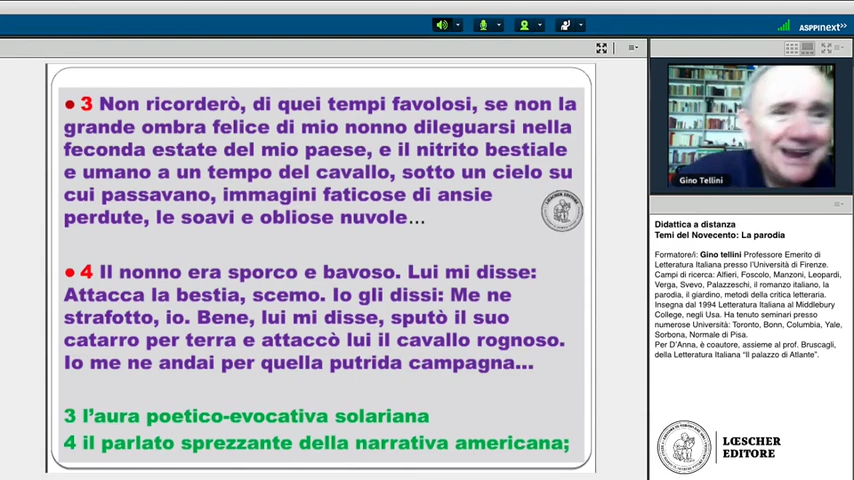 ASPPInext>>
● 3 Non ricorderò, di quei tempi favolosi, se non la
grande ombra felice di mio nonno dileguarsi nella
feconda estate del mio paese, e il nitrito bestiale
e umano a un tempo del cavallo, sotto un cielo su
cui passavano, immagini faticose di ansie
perdute, le soavi e obliose nuvole...
● 4 Il nonno era sporco e bavoso. Lui mi disse:
Attacca la bestia, scemo. Io gli dissi: Me ne
strafotto, io. Bene, lui mi disse, sputò il suo
catarro per terra e attaccò lui il cavallo rognoso.
Io me ne andai per quella putrida campagna...
3 l'aura poetico-evocativa solariana
4 il parlato sprezzante della narrativa americana;
Gino Tellini
Didattica a distanza
Temi del Novecento: La parodia
Formatore/i: Gino tellini Professore Emerito di
Letteratura Italiana presso l'Università di Firenze.
Campi di ricerca: Alfieri, Foscolo, Manzoni, Leopardi,
Verga, Svevo, Palazzeschi, il romanzo italiano, la
parodia, il giardino, metodi della critica letteraria.
Insegna dal 1994 Letteratura Italiana al Middlebury
College, negli Usa. Ha tenuto seminari presso
numerose Università: Toronto, Bonn, Columbia, Yale,
Sorbona, Normale di Pisa.
Per D'Anna, è coautore, assieme al prof. Bruscagli,
della Letteratura Italiana "Il palazzo di Atlante".
LŒSCHER
EDITORE